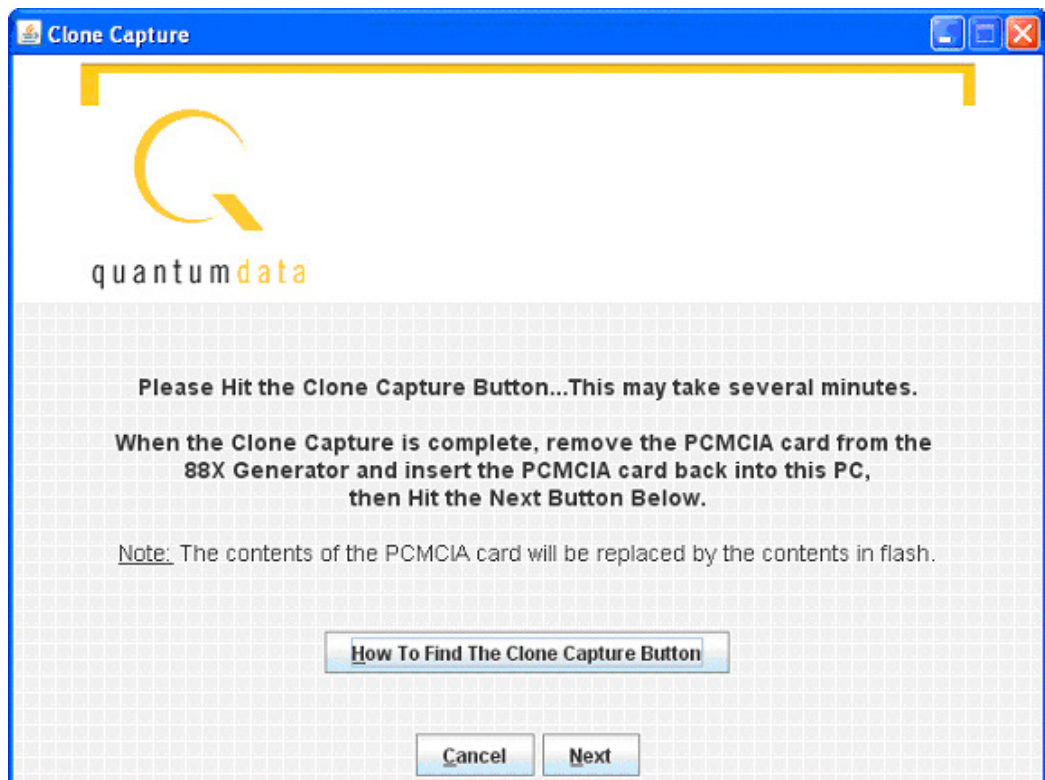 Clone Capture
quantumdata
Please Hit the Clone Capture Button...This may take several minutes.
When the Clone Capture is complete, remove the PCMCIA card from the
88X Generator and insert the PCMCIA card back into this PC,
then Hit the Next Button Below.
Note: The contents of the PCMCIA card will be replaced by the contents in flash.
How To Find The Clone Capture Button
Cancel Next